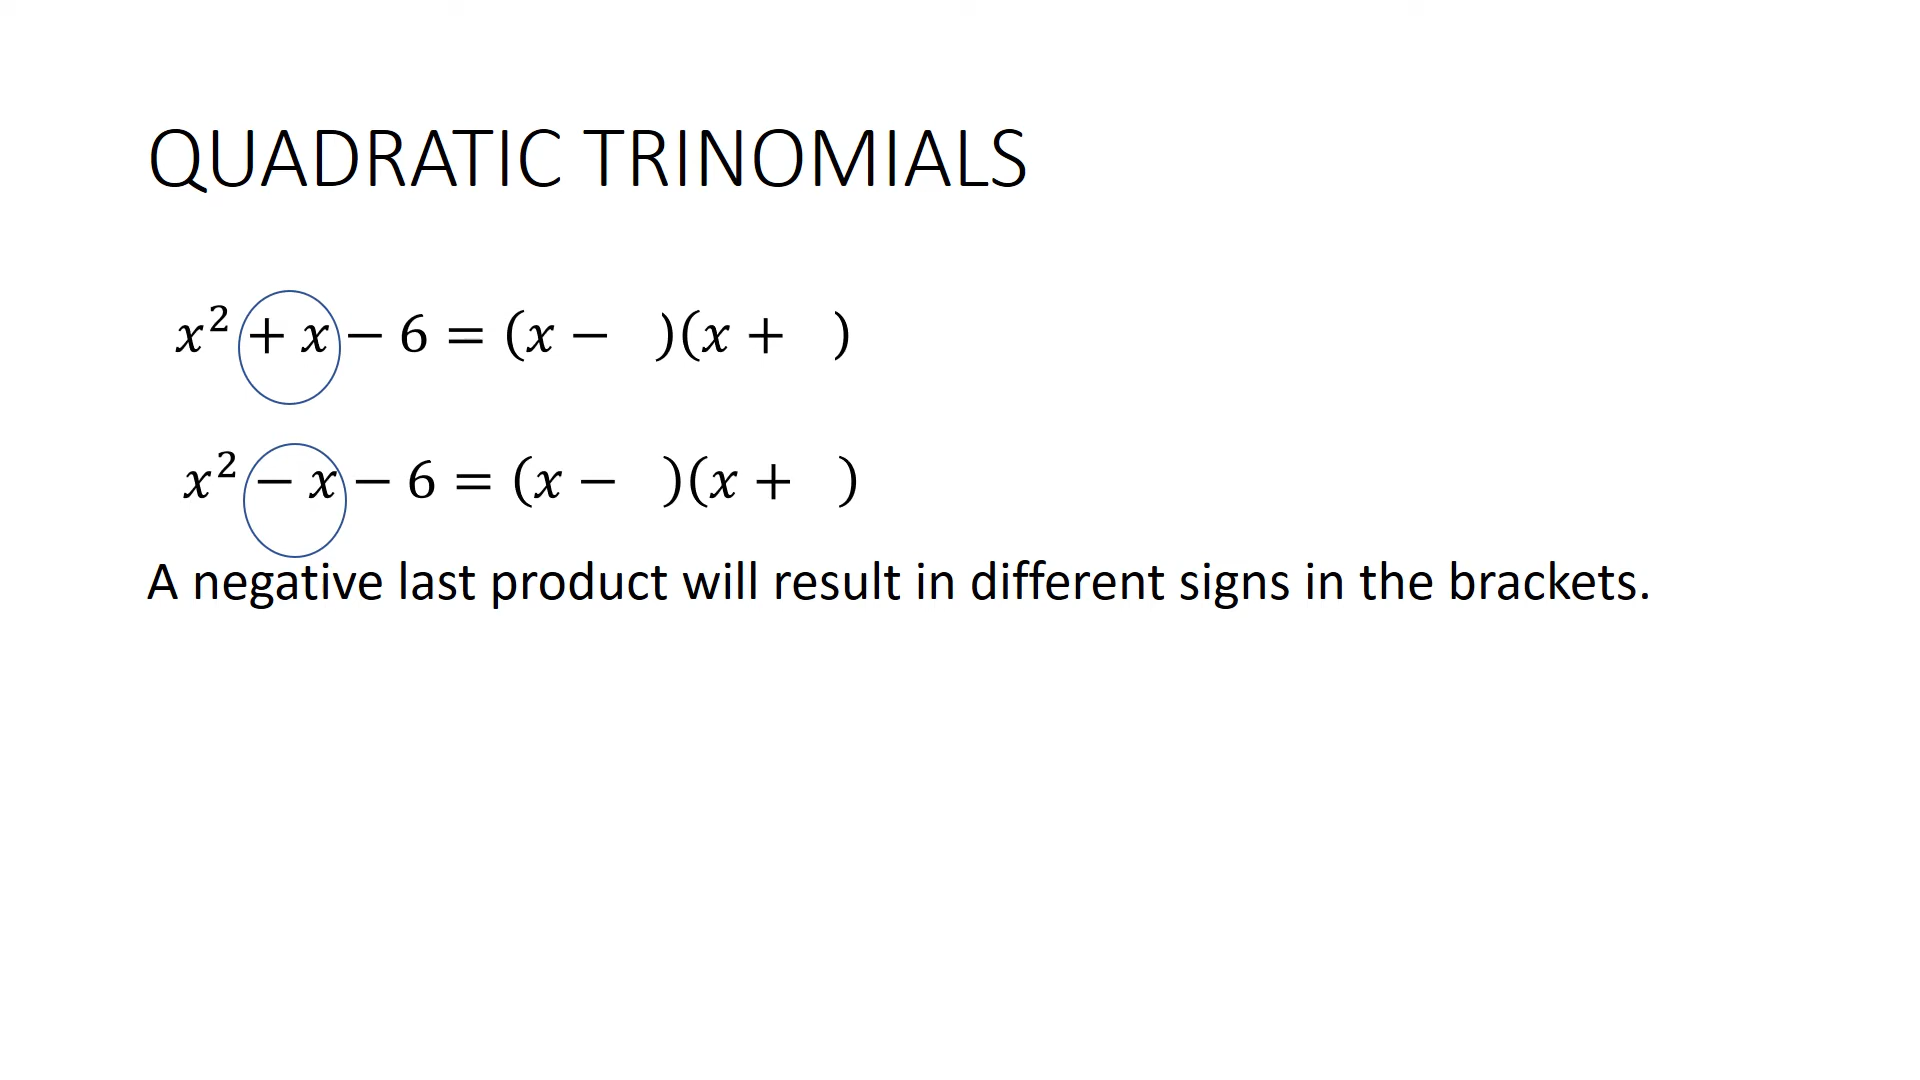 QUADRATIC TRINOMIALS
x² + x − 6 = (x −   )(x +   )
x² − x − 6 = (x −   )(x +   )
A negative last product will result in different signs in the brackets.